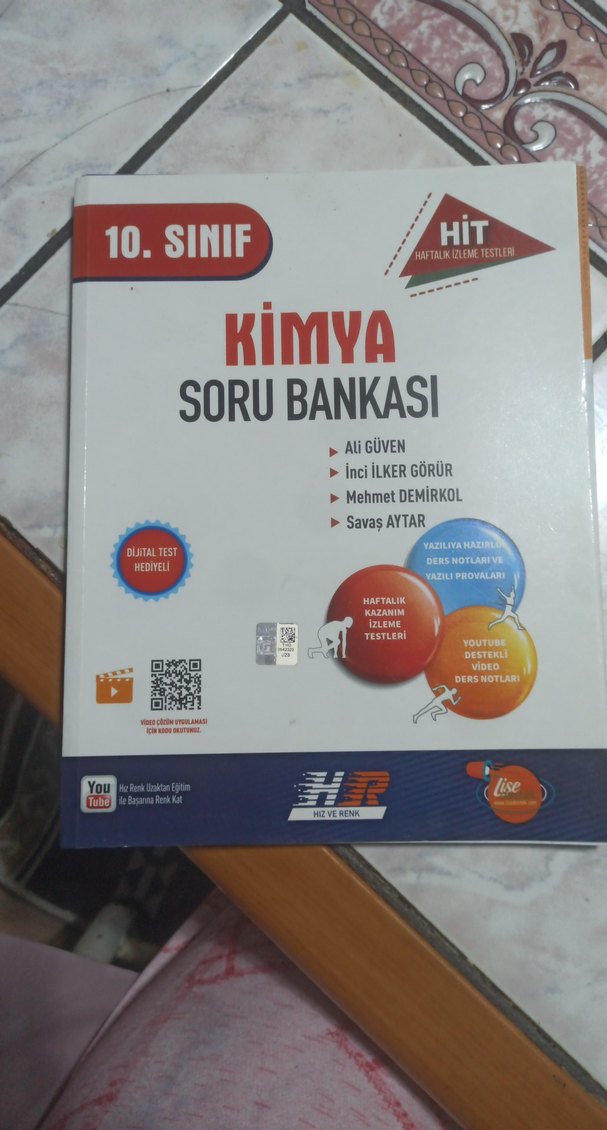 10. SINIF
HİT
HAFTALIK İZLEME TESTLERİ
KİMYA
SORU BANKASI
Ali GÜVEN
İnci İLKER GÖRÜR
Mehmet DEMİRKOL
Savaş AYTAR
DİJİTAL TEST
HEDİYELİ
YAZILIYA HAZIRLIK
DERS NOTLARI VE
YAZILI PROVALARI
HAFTALIK
KAZANIM
İZLEME
TESTLERİ
YOUTUBE
DESTEKLİ
VİDEO
DERS NOTLARI
VİDEO ÇÖZÜM UYGULAMASI
İÇİN KODU OKUTUNUZ.
You
Tube
Hız Renk Uzaktan Eğitim
ile Başarına Renk Kat
HR
HIZ VE RENK
Lise